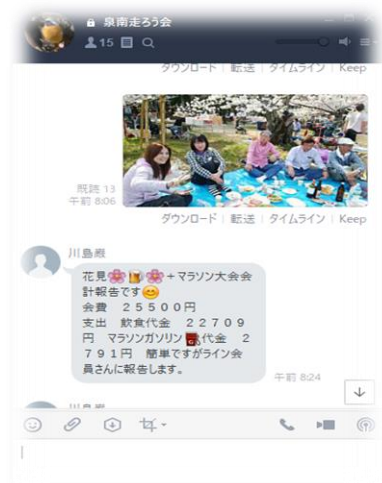 泉南走ろう会
15
ダウンロード | 転送 | タイムライン | Keep
既読 13
午前 8:06
ダウンロード | 転送 | タイムライン | Keep
川島殿
花見🌸🍺🌸+マラソン大会会
計報告です😊
会費 25500円
支出 飲食代金 22709
円 マラソンガソリン⛽代金 2
791円 簡単ですがライン会
員さんに報告します。
午前 8:24